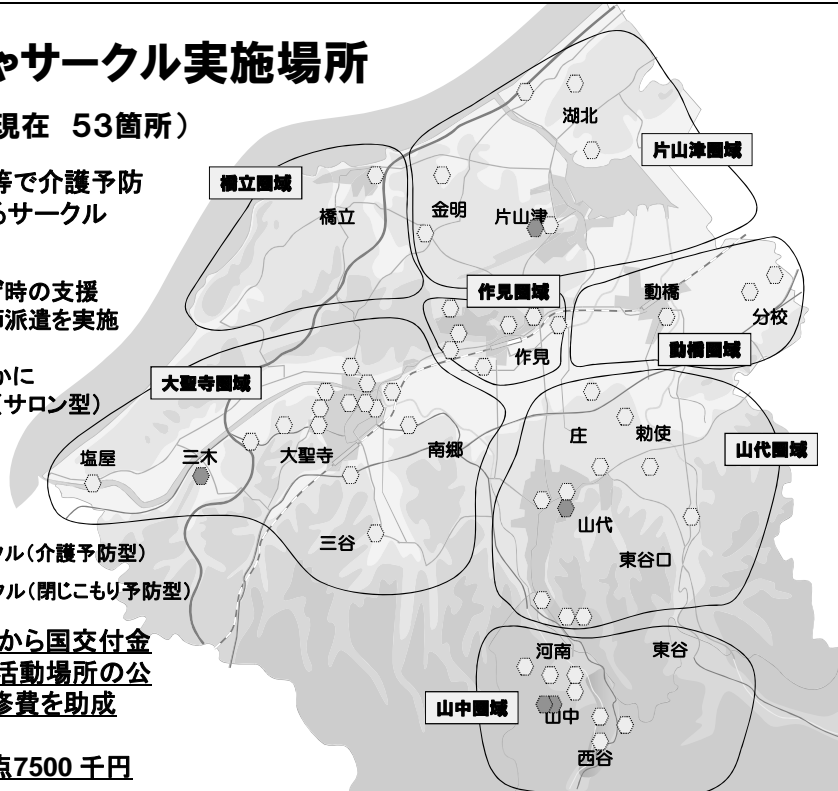 ゃサークル実施場所
現在 53箇所）
等で介護予防
るサークル
時の支援
師派遣を実施
かに
（サロン型）
クル（介護予防型）
クル（閉じこもり予防型）
から国交付金
活動場所の公
修費を助成
点7500 千円
湖北
片山津圏域
橋立圏域
橋立
金明
片山津
作見圏域
動橋
分校
作見
動橋圏域
大聖寺圏域
塩屋
三木
大聖寺
南郷
三谷
庄
勅使
山代圏域
山代
東谷口
河南
東谷
山中圏域
山中
西谷